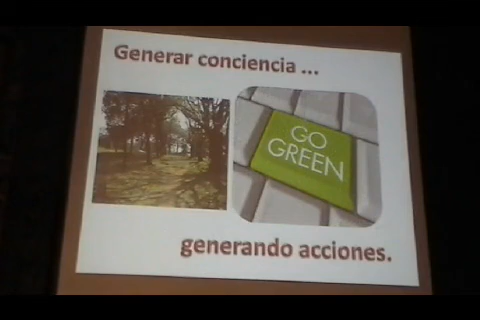 Generar conciencia ...
GO
GREEN
generando acciones.